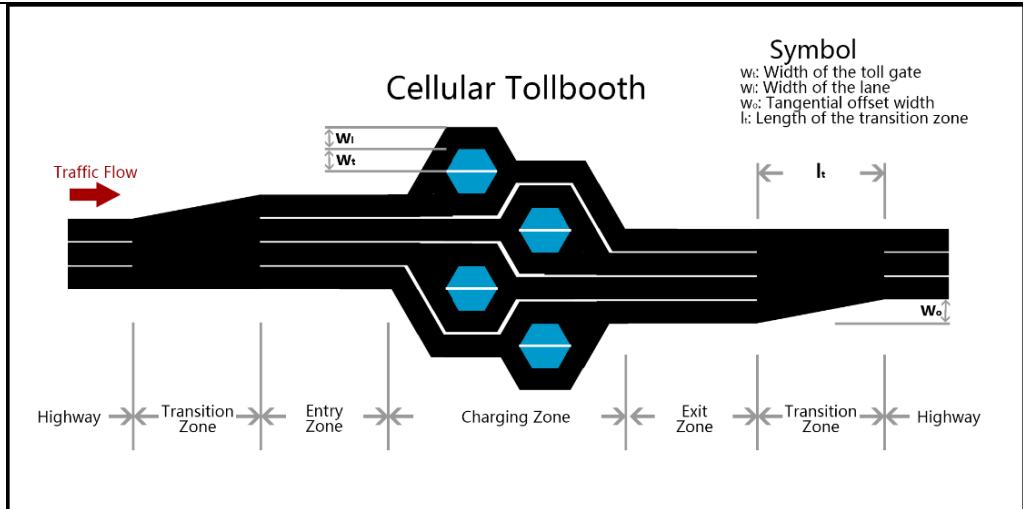 Symbol
wₜ: Width of the toll gate
wₗ: Width of the lane
wₒ: Tangential offset width
lₜ: Length of the transition zone
Cellular Tollbooth
wₗ
wₜ
Traffic Flow
lₜ
wₒ
Highway
Transition
Zone
Entry
Zone
Charging Zone
Exit
Zone
Transition
Zone
Highway